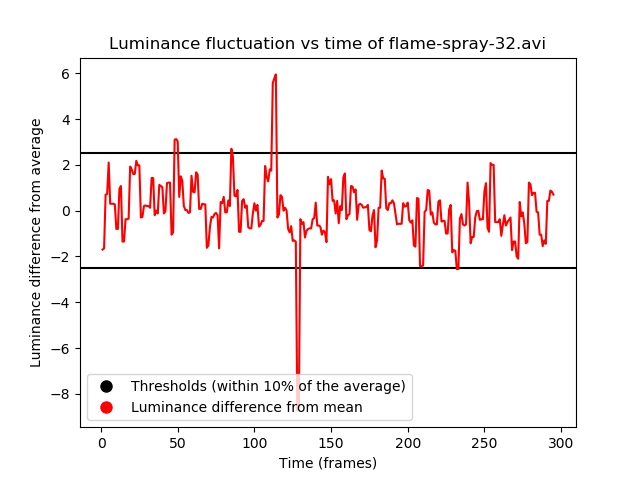 Luminance fluctuation vs time of flame-spray-32.avi
Luminance difference from average
6
4
2
0
−2
−4
−6
−8
Thresholds (within 10% of the average)
Luminance difference from mean
0 50 100 150 200 250 300
Time (frames)